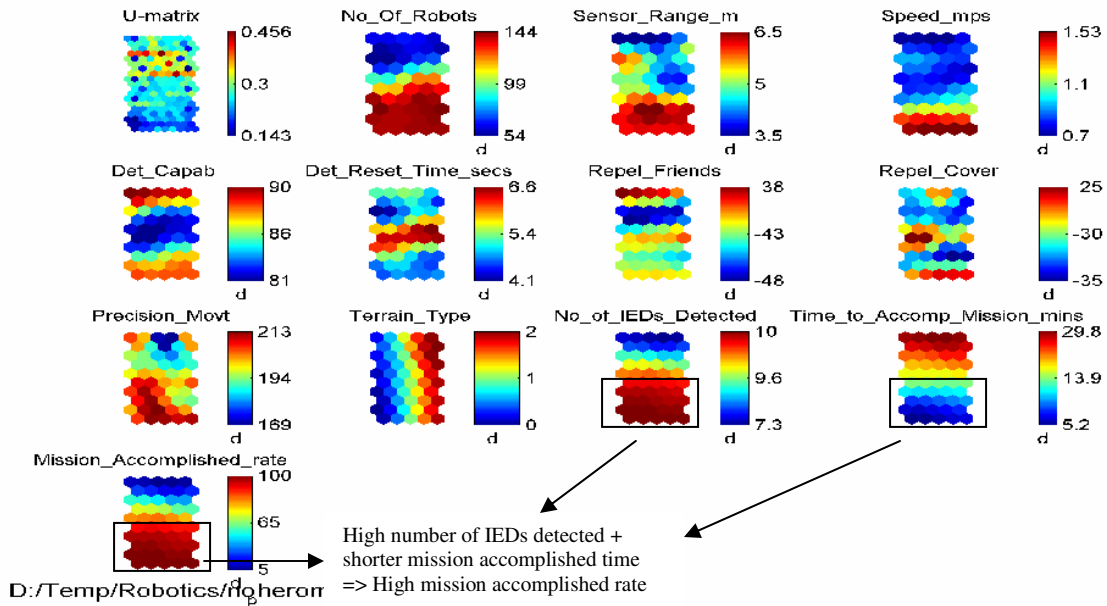 U-matrix
0.456
0.3
0.143
No_Of_Robots
144
99
54
d
Sensor_Range_m
6.5
5
3.5
d
Speed_mps
1.53
1.1
0.7
d
Det_Capab
90
86
81
d
Det_Reset_Time_secs
6.6
5.4
4.1
d
Repel_Friends
38
-43
-48
d
Repel_Cover
25
-30
-35
d
Precision_Movt
213
194
169
d
Terrain_Type
2
1
0
d
No_of_IEDs_Detected
10
9.6
7.3
d
Time_to_Accomp_Mission_mins
29.8
13.9
5.2
d
Mission_Accomplished_rate
100
65
5
d
High number of IEDs detected +
shorter mission accomplished time
=> High mission accomplished rate